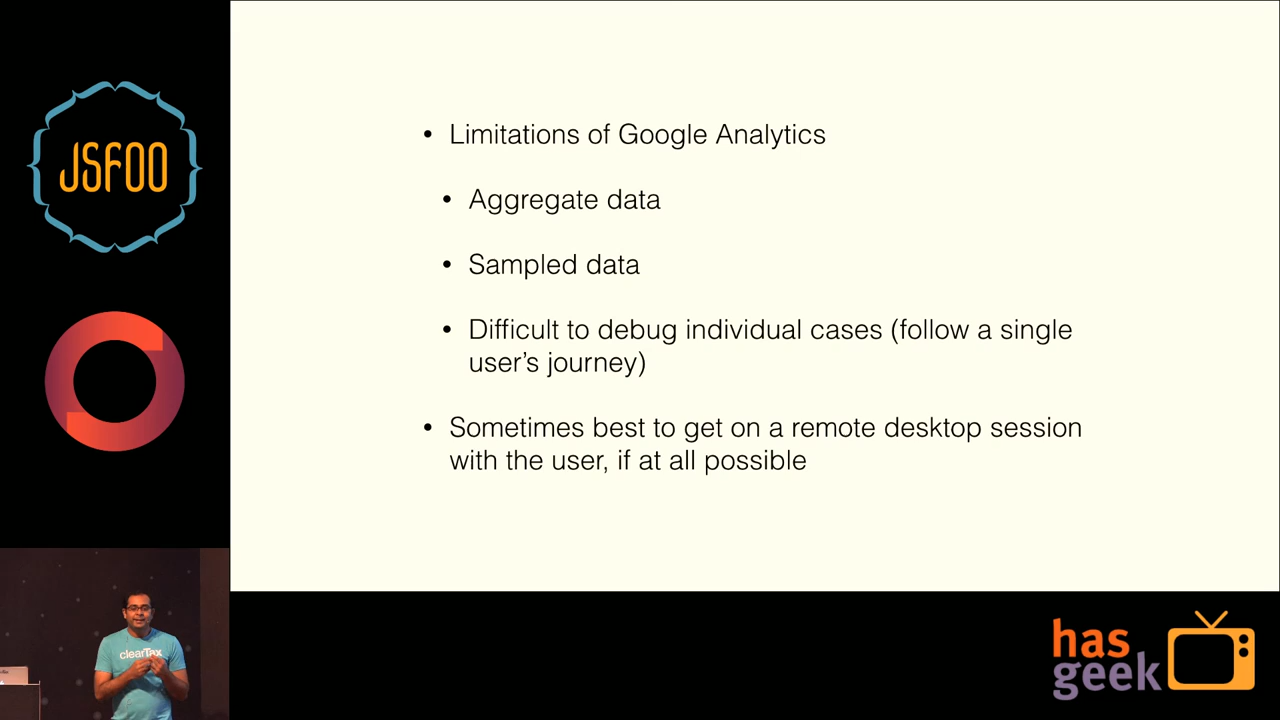 JSFOO
• Limitations of Google Analytics
• Aggregate data
• Sampled data
• Difficult to debug individual cases (follow a single
user's journey)
• Sometimes best to get on a remote desktop session
with the user, if at all possible
clearTax
has
geek